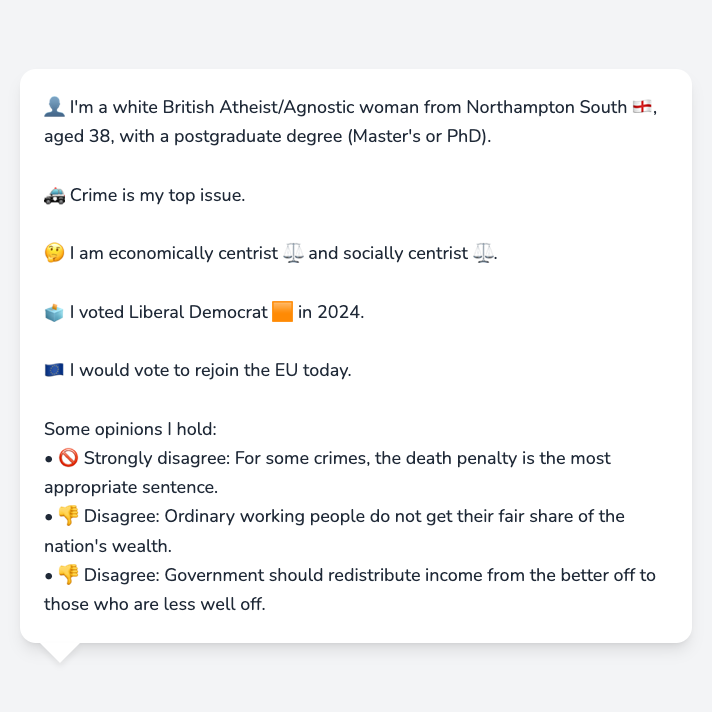 👤 I'm a white British Atheist/Agnostic woman from Northampton South 🏴󠁧󠁢󠁥󠁮󠁧󠁿,
aged 38, with a postgraduate degree (Master's or PhD).
🚓 Crime is my top issue.
🤔 I am economically centrist ⚖️ and socially centrist ⚖️.
🗳️ I voted Liberal Democrat 🟧 in 2024.
🇪🇺 I would vote to rejoin the EU today.
Some opinions I hold:
• 🚫 Strongly disagree: For some crimes, the death penalty is the most
appropriate sentence.
• 👎 Disagree: Ordinary working people do not get their fair share of the
nation's wealth.
• 👎 Disagree: Government should redistribute income from the better off to
those who are less well off.